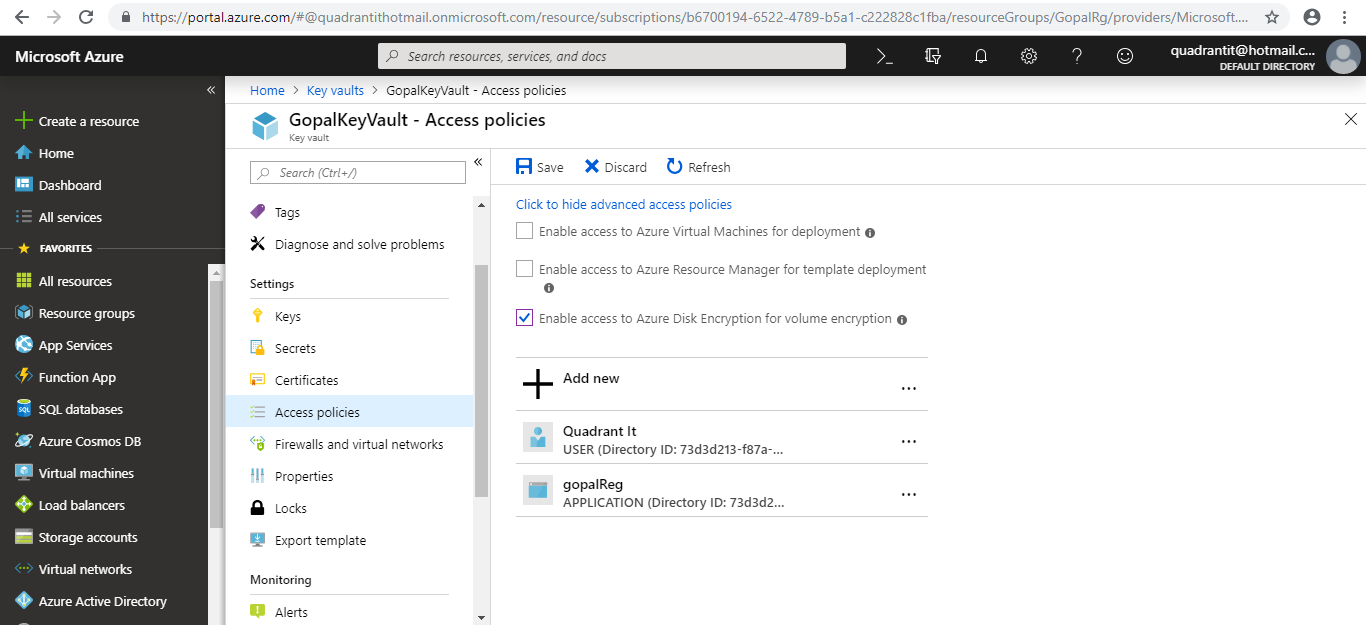 https://portal.azure.com/#@quadrantithotmail.onmicrosoft.com/resource/subscriptions/b6700194-6522-4789-b5a1-c222828c1fba/resourceGroups/GopalRg/providers/Microsoft....
Microsoft Azure
Search resources, services, and docs
quadrantit@hotmail.c...
DEFAULT DIRECTORY
Create a resource
Home
Dashboard
All services
FAVORITES
All resources
Resource groups
App Services
Function App
SQL databases
Azure Cosmos DB
Virtual machines
Load balancers
Storage accounts
Virtual networks
Azure Active Directory
Home > Key vaults > GopalKeyVault - Access policies
GopalKeyVault - Access policies
Key vault
Search (Ctrl+/)
Tags
Diagnose and solve problems
Settings
Keys
Secrets
Certificates
Access policies
Firewalls and virtual networks
Properties
Locks
Export template
Monitoring
Alerts
Save Discard Refresh
Click to hide advanced access policies
Enable access to Azure Virtual Machines for deployment
Enable access to Azure Resource Manager for template deployment
Enable access to Azure Disk Encryption for volume encryption
Add new
Quadrant It
USER (Directory ID: 73d3d213-f87a-...
gopalReg
APPLICATION (Directory ID: 73d3d2...